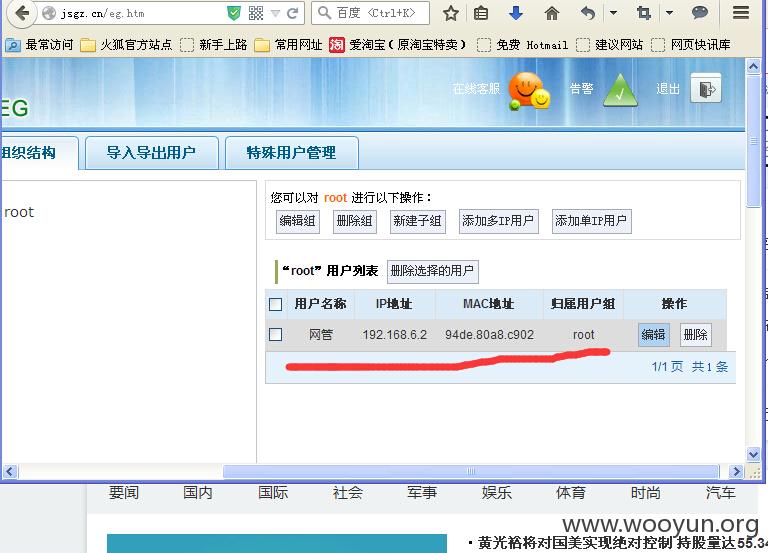 jsgz.cn/eg.htm 百度 <Ctrl+K>
最常访问 火狐官方站点 新手上路 常用网址 爱淘宝（原淘宝特卖） 免费 Hotmail 建议网站 网页快讯库
EG 在线客服 告警 退出
组织结构 导入导出用户 特殊用户管理
root
您可以对 root 进行以下操作：
编辑组 删除组 新建子组 添加多IP用户 添加单IP用户
“root”用户列表 删除选择的用户
用户名称 IP地址 MAC地址 归属用户组 操作
网管 192.168.6.2 94de.80a8.c902 root 编辑 删除
1/1 页 共 1 条
要闻 国内 国际 社会 军事 娱乐 体育 时尚 汽车
www.wooyun.org
·黄光裕将对国美实现绝对控制 持股量达55.34